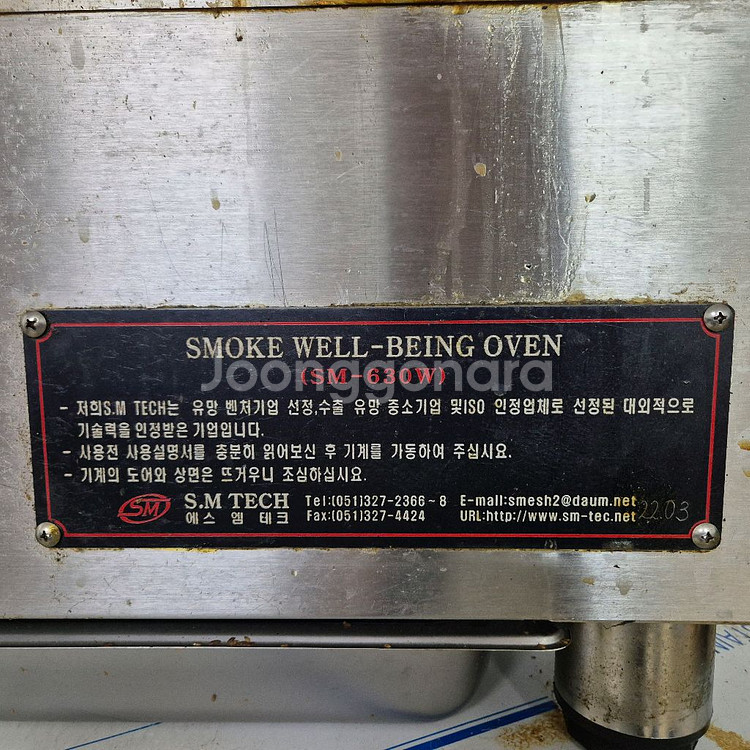 SMOKE WELL-BEING OVEN
(SM-630W)
Joonggonara
- 저희S.M TECH는 유망 벤처기업 선정,수출 유망 중소기업 및ISO 인정업체로 선정된 대외적으로
기술력을 인정받은 기업입니다.
- 사용전 사용설명서를 충분히 읽어보신 후 기계를 가동하여 주십시요.
- 기계의 도어와 상면은 뜨거우니 조심하십시요.
SM S.M TECH Tel:(051)327-2366~8 E-mail:smesh2@daum.net
에스 엠 테크 Fax:(051)327-4424 URL:http://www.sm-tec.net 22.03